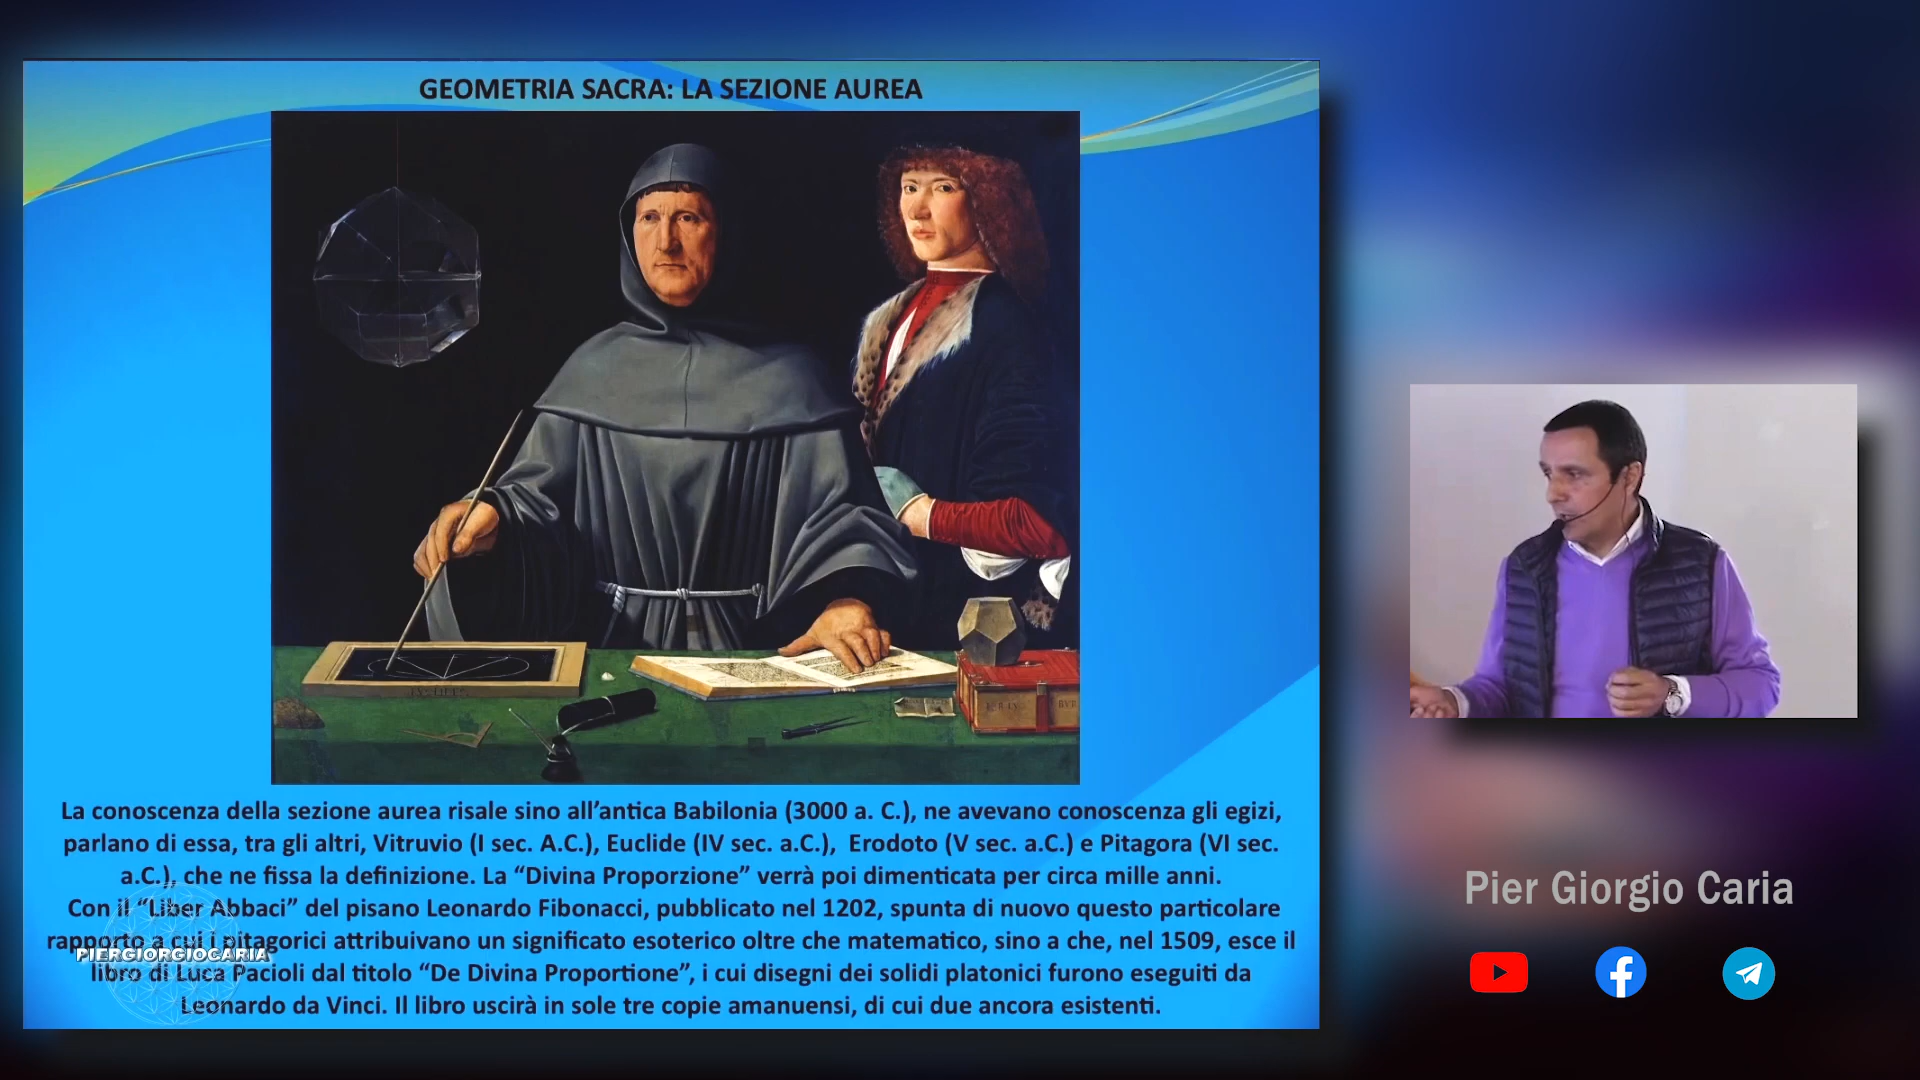 GEOMETRIA SACRA: LA SEZIONE AUREA
La conoscenza della sezione aurea risale sino all’antica Babilonia (3000 a. C.), ne avevano conoscenza gli egizi,
parlano di essa, tra gli altri, Vitruvio (I sec. A.C.), Euclide (IV sec. a.C.), Erodoto (V sec. a.C.) e Pitagora (VI sec.
a.C.), che ne fissa la definizione. La “Divina Proporzione” verrà poi dimenticata per circa mille anni.
Con il “Liber Abbaci” del pisano Leonardo Fibonacci, pubblicato nel 1202, spunta di nuovo questo particolare
rapporto a cui i pitagorici attribuivano un significato esoterico oltre che matematico, sino a che, nel 1509, esce il
libro di Luca Pacioli dal titolo “De Divina Proportione”, i cui disegni dei solidi platonici furono eseguiti da
Leonardo da Vinci. Il libro uscirà in sole tre copie amanuensi, di cui due ancora esistenti.
PIERGIORGIOCARIA
Pier Giorgio Caria